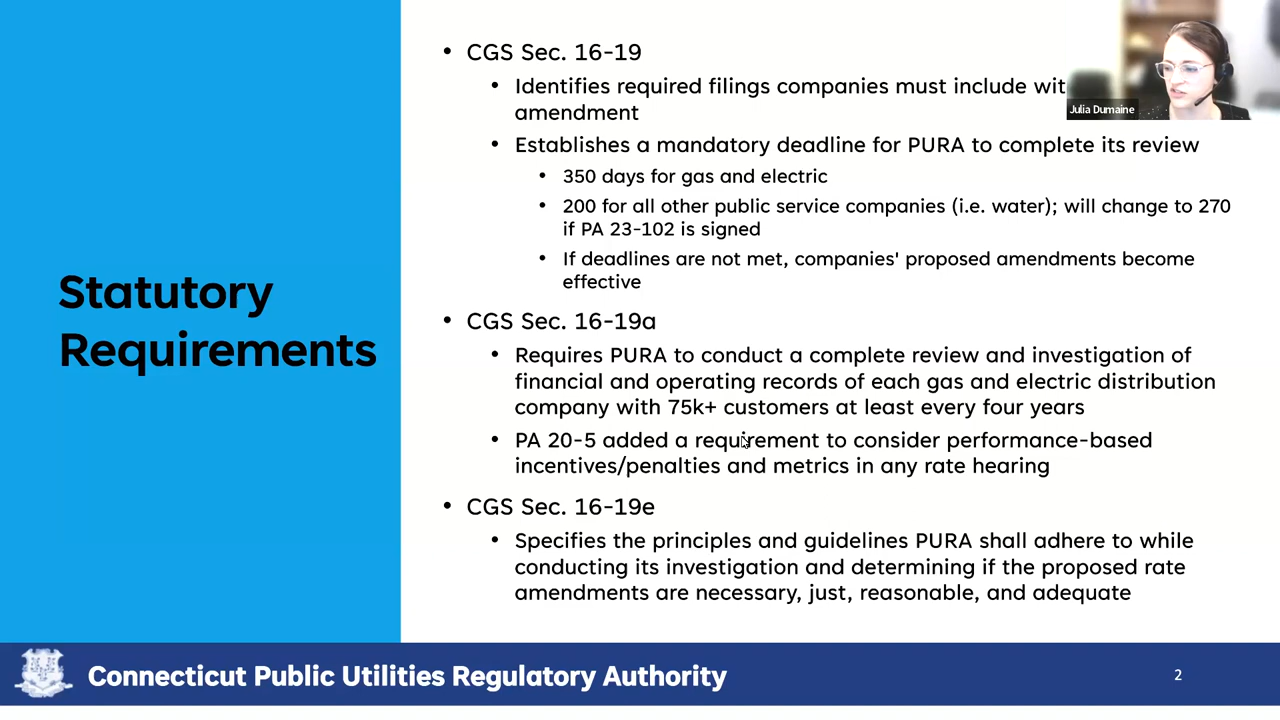 CGS Sec. 16-19
Identifies required filings companies must include wit
amendment
Establishes a mandatory deadline for PURA to complete its review
350 days for gas and electric
200 for all other public service companies (i.e. water); will change to 270
if PA 23-102 is signed
If deadlines are not met, companies' proposed amendments become
effective
CGS Sec. 16-19a
Requires PURA to conduct a complete review and investigation of
financial and operating records of each gas and electric distribution
company with 75k+ customers at least every four years
PA 20-5 added a requirement to consider performance-based
incentives/penalties and metrics in any rate hearing
CGS Sec. 16-19e
Specifies the principles and guidelines PURA shall adhere to while
conducting its investigation and determining if the proposed rate
amendments are necessary, just, reasonable, and adequate
Statutory
Requirements
Julia Dumaine
Connecticut Public Utilities Regulatory Authority
2